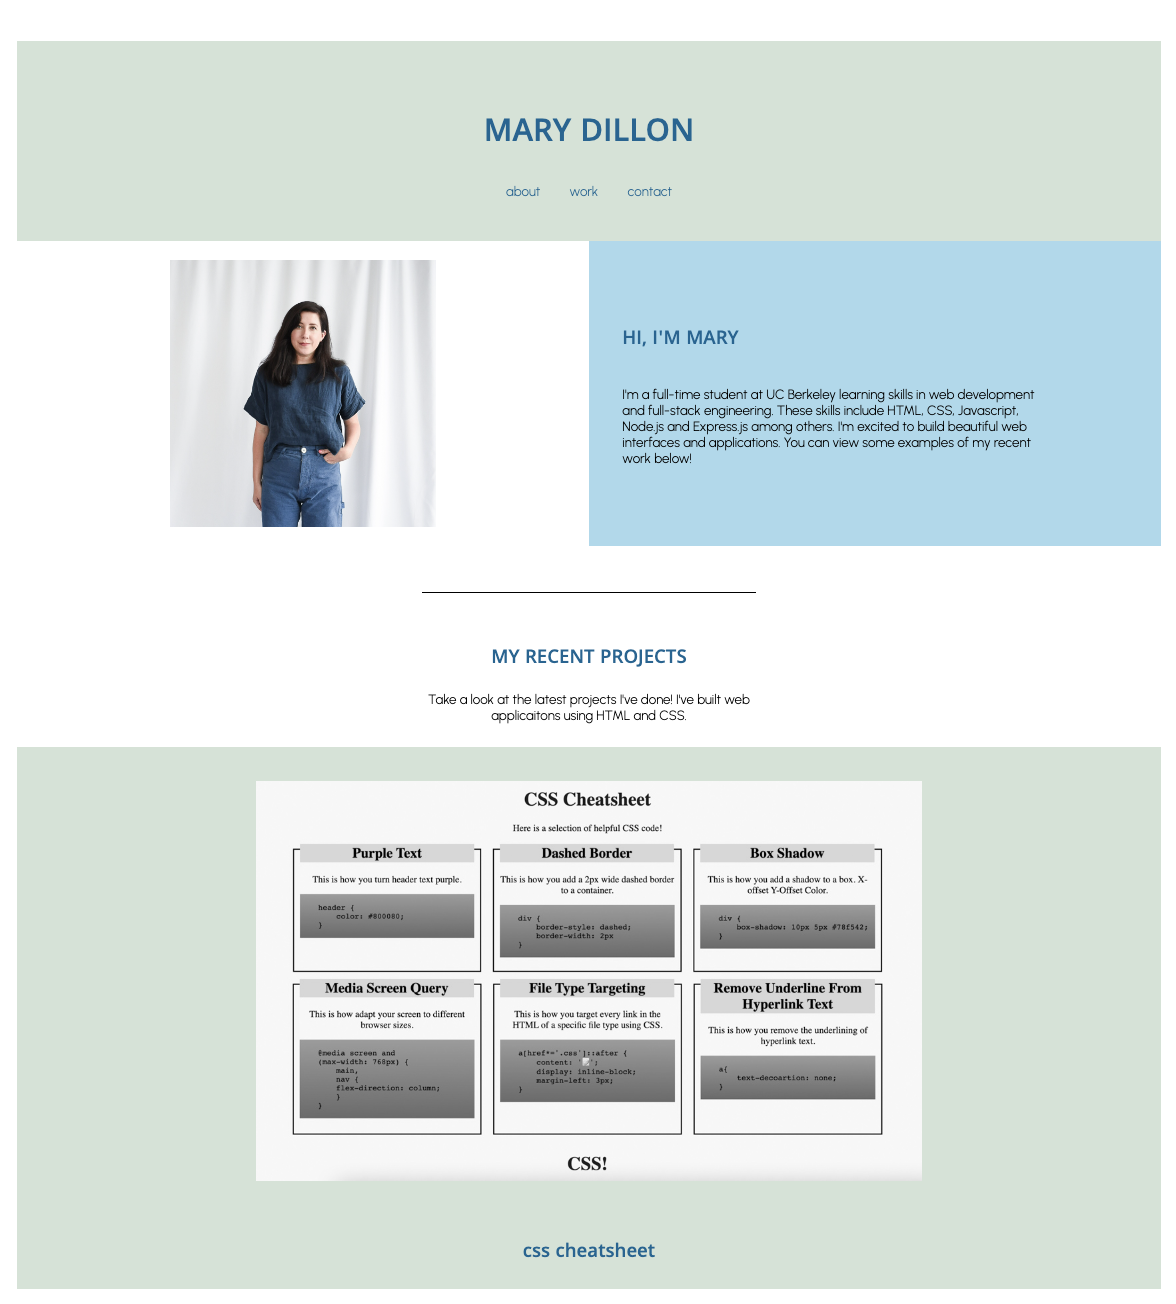 MARY DILLON
about work contact
HI, I'M MARY
I'm a full-time student at UC Berkeley learning skills in web development
and full-stack engineering. These skills include HTML, CSS, Javascript,
Node.js and Express.js among others. I'm excited to build beautiful web
interfaces and applications. You can view some examples of my recent
work below!
MY RECENT PROJECTS
Take a look at the latest projects I've done! I've built web
applicaitons using HTML and CSS.
CSS Cheatsheet
Here is a selection of helpful CSS code!
Purple Text
This is how you turn header text purple.
header {
color: #800080;
}
Dashed Border
This is how you add a 2px wide dashed border
to a container.
div {
border-style: dashed;
border-width: 2px
}
Box Shadow
This is how you add a shadow to a box. X-
offset Y-Offset Color.
div {
box-shadow: 10px 5px #78f542;
}
Media Screen Query
This is how adapt your screen to different
browser sizes.
@media screen and
(max-width: 768px) {
main,
nav {
flex-direction: column;
}
}
File Type Targeting
This is how you target every link in the
HTML of a specific file type using CSS.
a[href*='.css']::after {
content: '';
display: inline-block;
margin-left: 3px;
}
Remove Underline From
Hyperlink Text
This is how you remove the underlining of
hyperlink text.
a{
text-decoartion: none;
}
CSS!
css cheatsheet